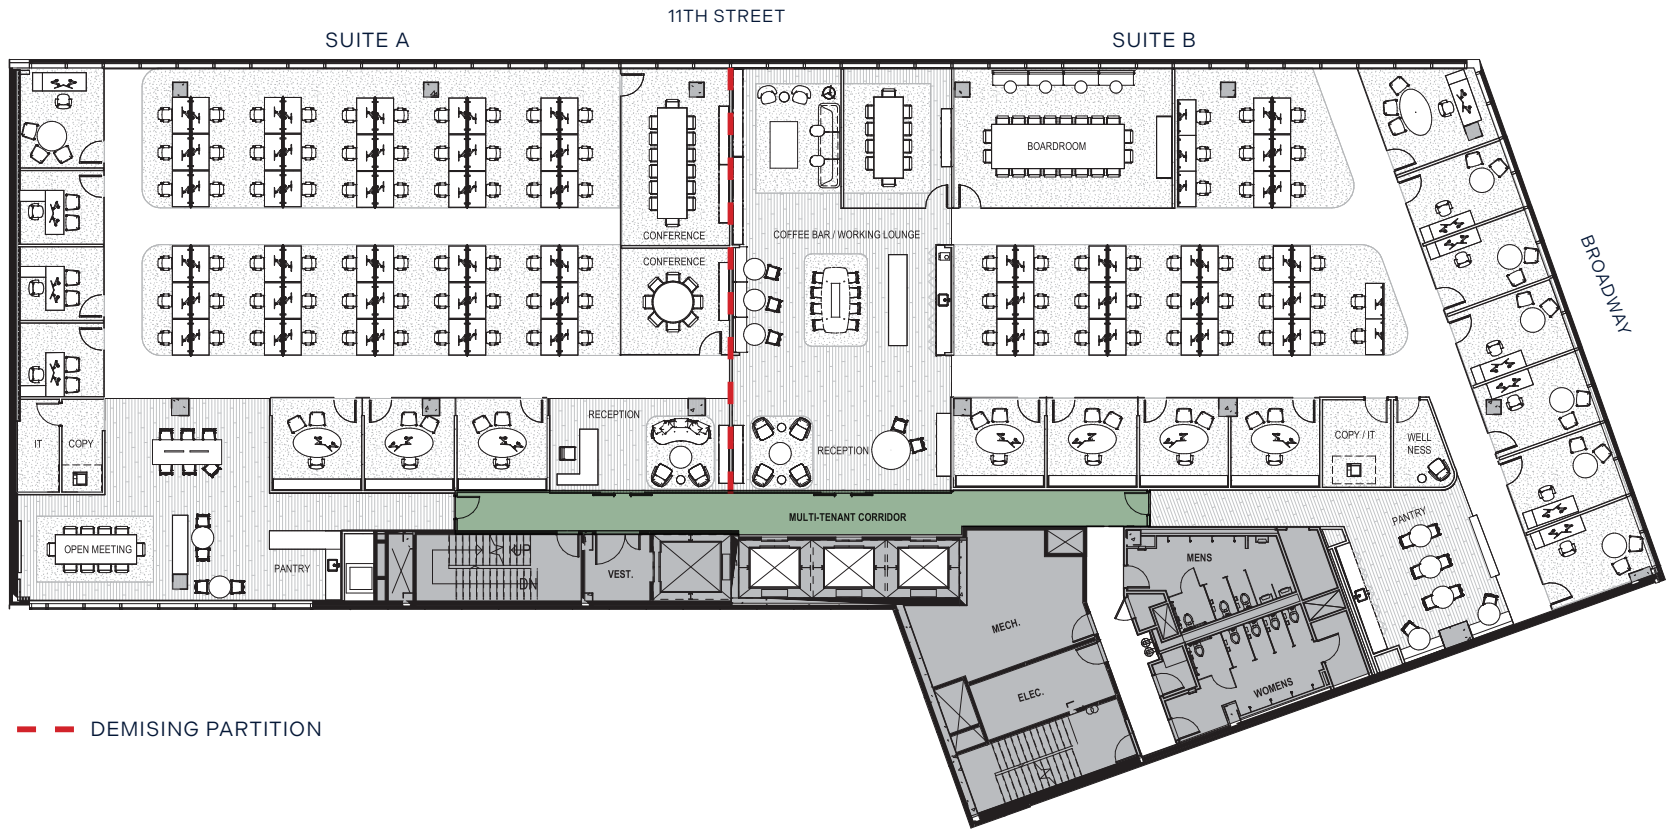 11TH STREET
SUITE A
SUITE B
BOARDROOM
CONFERENCE
COFFEE BAR / WORKING LOUNGE
CONFERENCE
BROADWAY
RECEPTION
IT
COPY
RECEPTION
COPY / IT
WELL
NESS
MULTI-TENANT CORRIDOR
PANTRY
OPEN MEETING
UP
PANTRY
VEST.
DN
MENS
MECH.
ELEC.
WOMENS
DEMISING PARTITION